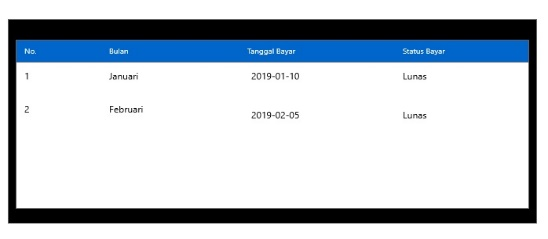 No. Bulan Tanggal Bayar Status Bayar
1 Januari 2019-01-10 Lunas
2 Februari 2019-02-05 Lunas